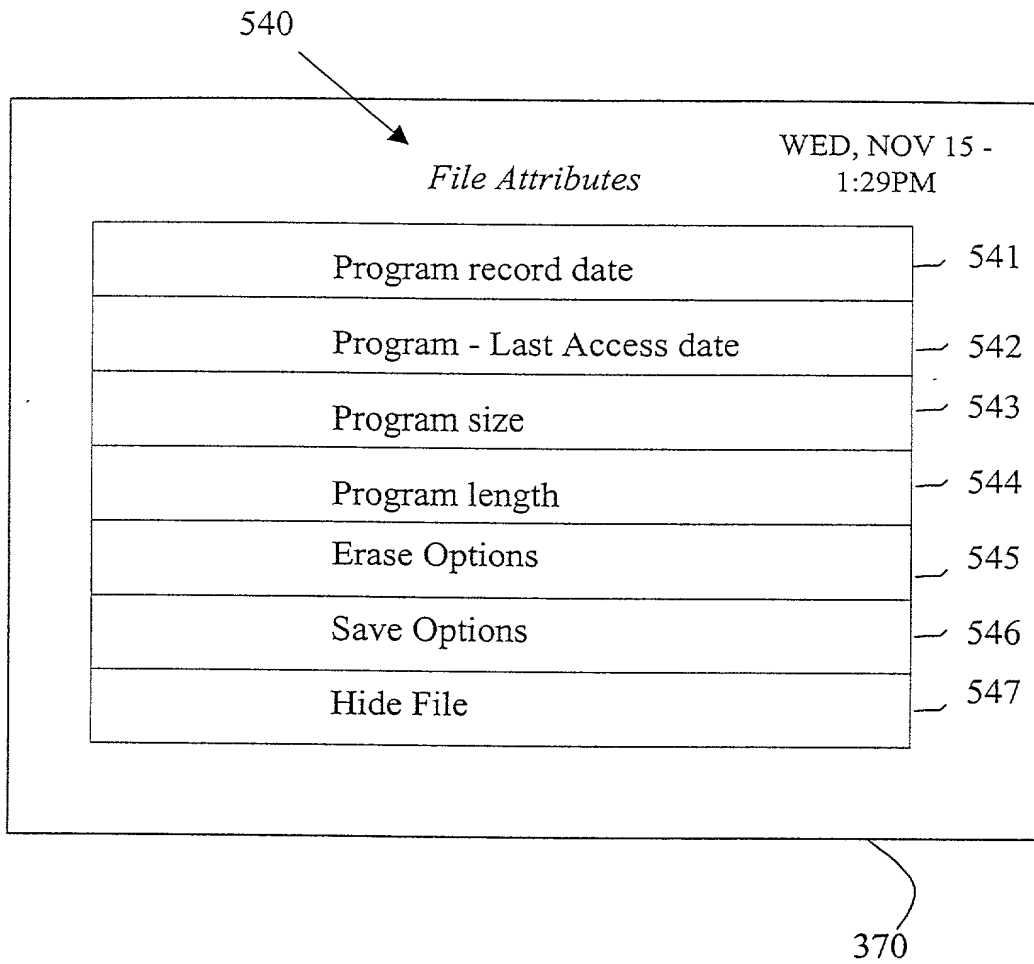 540
WED, NOV 15 -
1:29PM
File Attributes
Program record date
541
Program - Last Access date
542
Program size
543
Program length
544
Erase Options
545
Save Options
546
Hide File
547
370